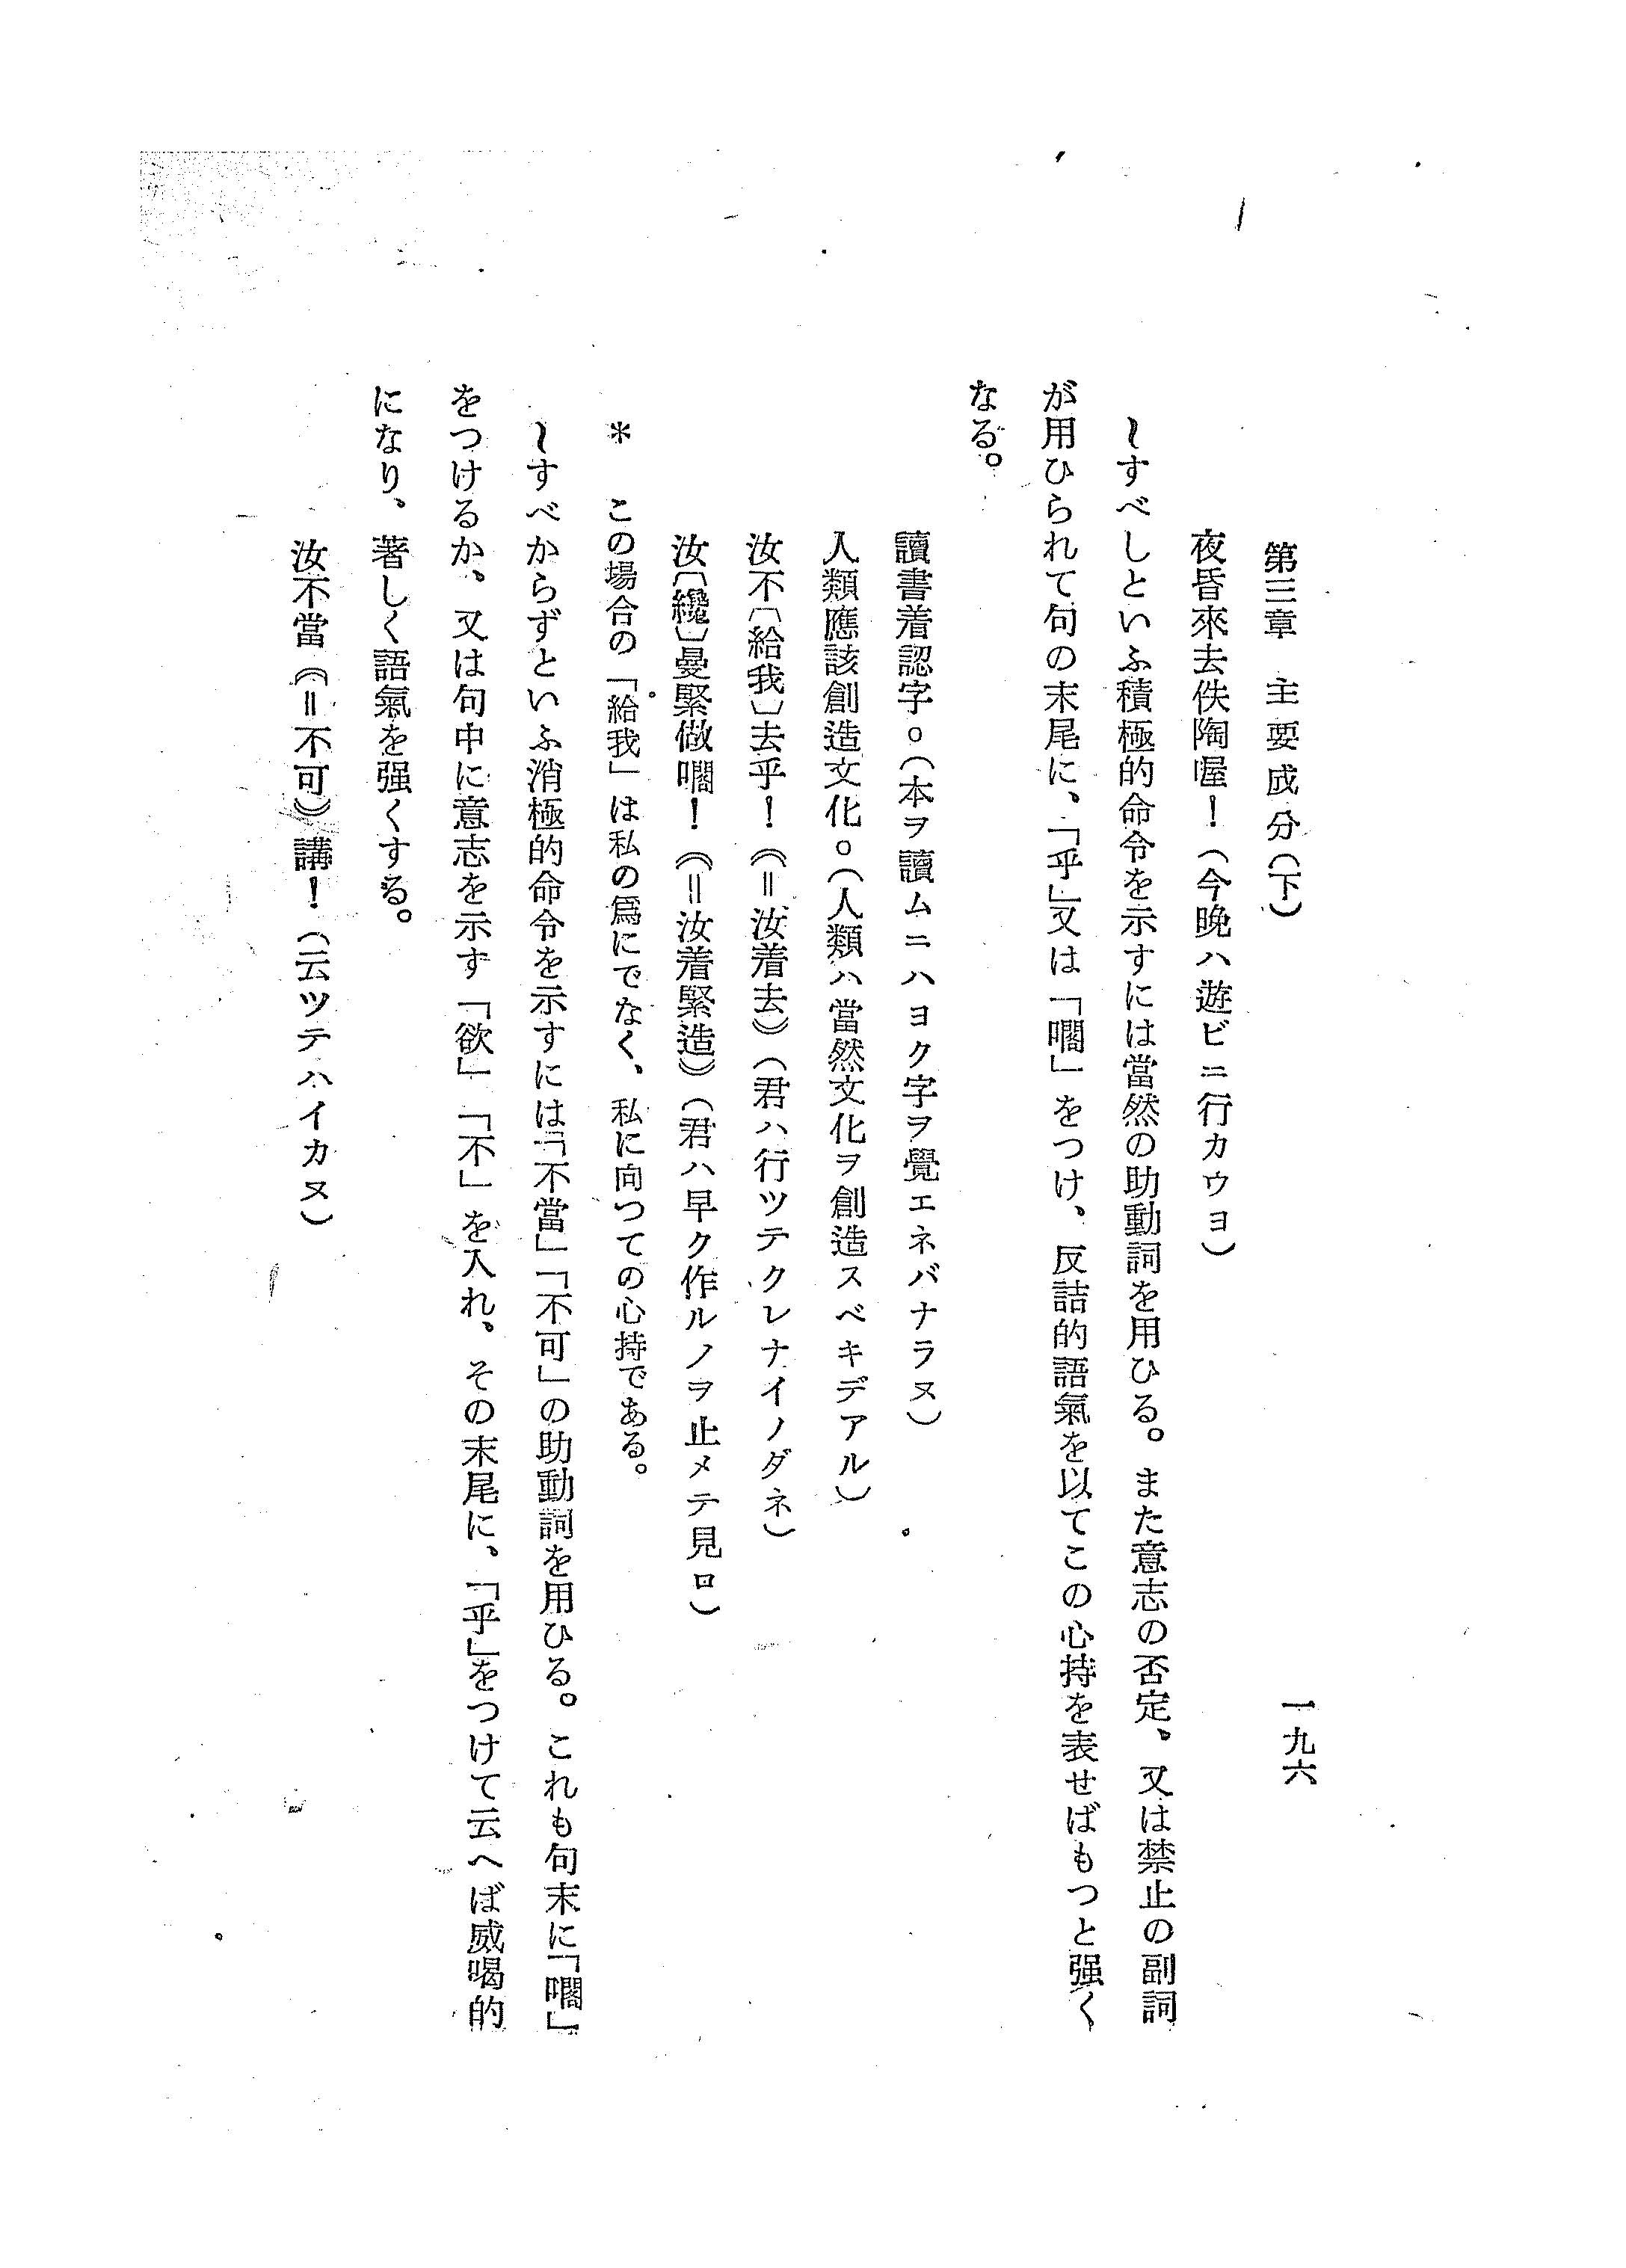 第三章　主要成分（下）
一九六
夜昏來去佚陶喔！（今晩ハ遊ビニ行カウヨ）
〜すべしといふ積極的命令を示すには當然の助動詞を用ひる。また意志の否定、又は禁止の副詞
が用ひられて句の末尾に、「乎」又は「嚪」をつけ、反詰的語氣を以てこの心持を表せばもつと强く
なる。
讀書着認字。（本ヲ讀ムニハヨク字ヲ覺エネバナラヌ）
人類應該創造文化。（人類ハ當然文化ヲ創造スベキデアル）
汝不〔給我〕去乎！（＝汝着去）（君ハ行ツテクレナイノダネ）
汝〔纔〕曼緊做嚪！（＝汝着緊造）（君ハ早ク作ルノヲ止メテ見ロ）
＊　この場合の「給我」は私の爲にでなく、私に向つての心持である。
〜すべからずといふ消極的命令を示すには「不當」「不可」の助動詞を用ひる。これも句末に「嚪」
をつけるか、又は句中に意志を示す「欲」「不」を入れ、その末尾に、「乎」をつけて云へば威喝的
になり、著しく語氣を强くする。
汝不當（＝不可）講！（云ツテハイカヌ）